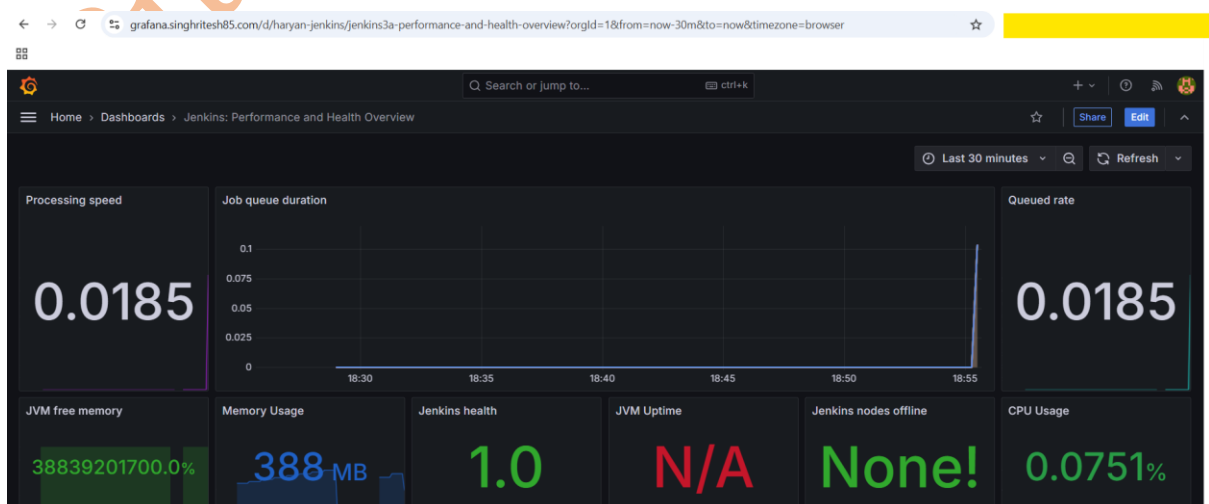 grafana.singhritesh85.com/d/haryan-jenkins/jenkins3a-performance-and-health-overview?orgId=1&from=now-30m&to=now&timezone=browser
Search or jump to... ctrl+k
Home › Dashboards › Jenkins: Performance and Health Overview
Share Edit
Last 30 minutes Refresh
Processing speed
0.0185
Job queue duration
0.1
0.075
0.05
0.025
0
18:30 18:35 18:40 18:45 18:50 18:55
Queued rate
0.0185
JVM free memory
38839201700.0%
Memory Usage
388 MB
Jenkins health
1.0
JVM Uptime
N/A
Jenkins nodes offline
None!
CPU Usage
0.0751%